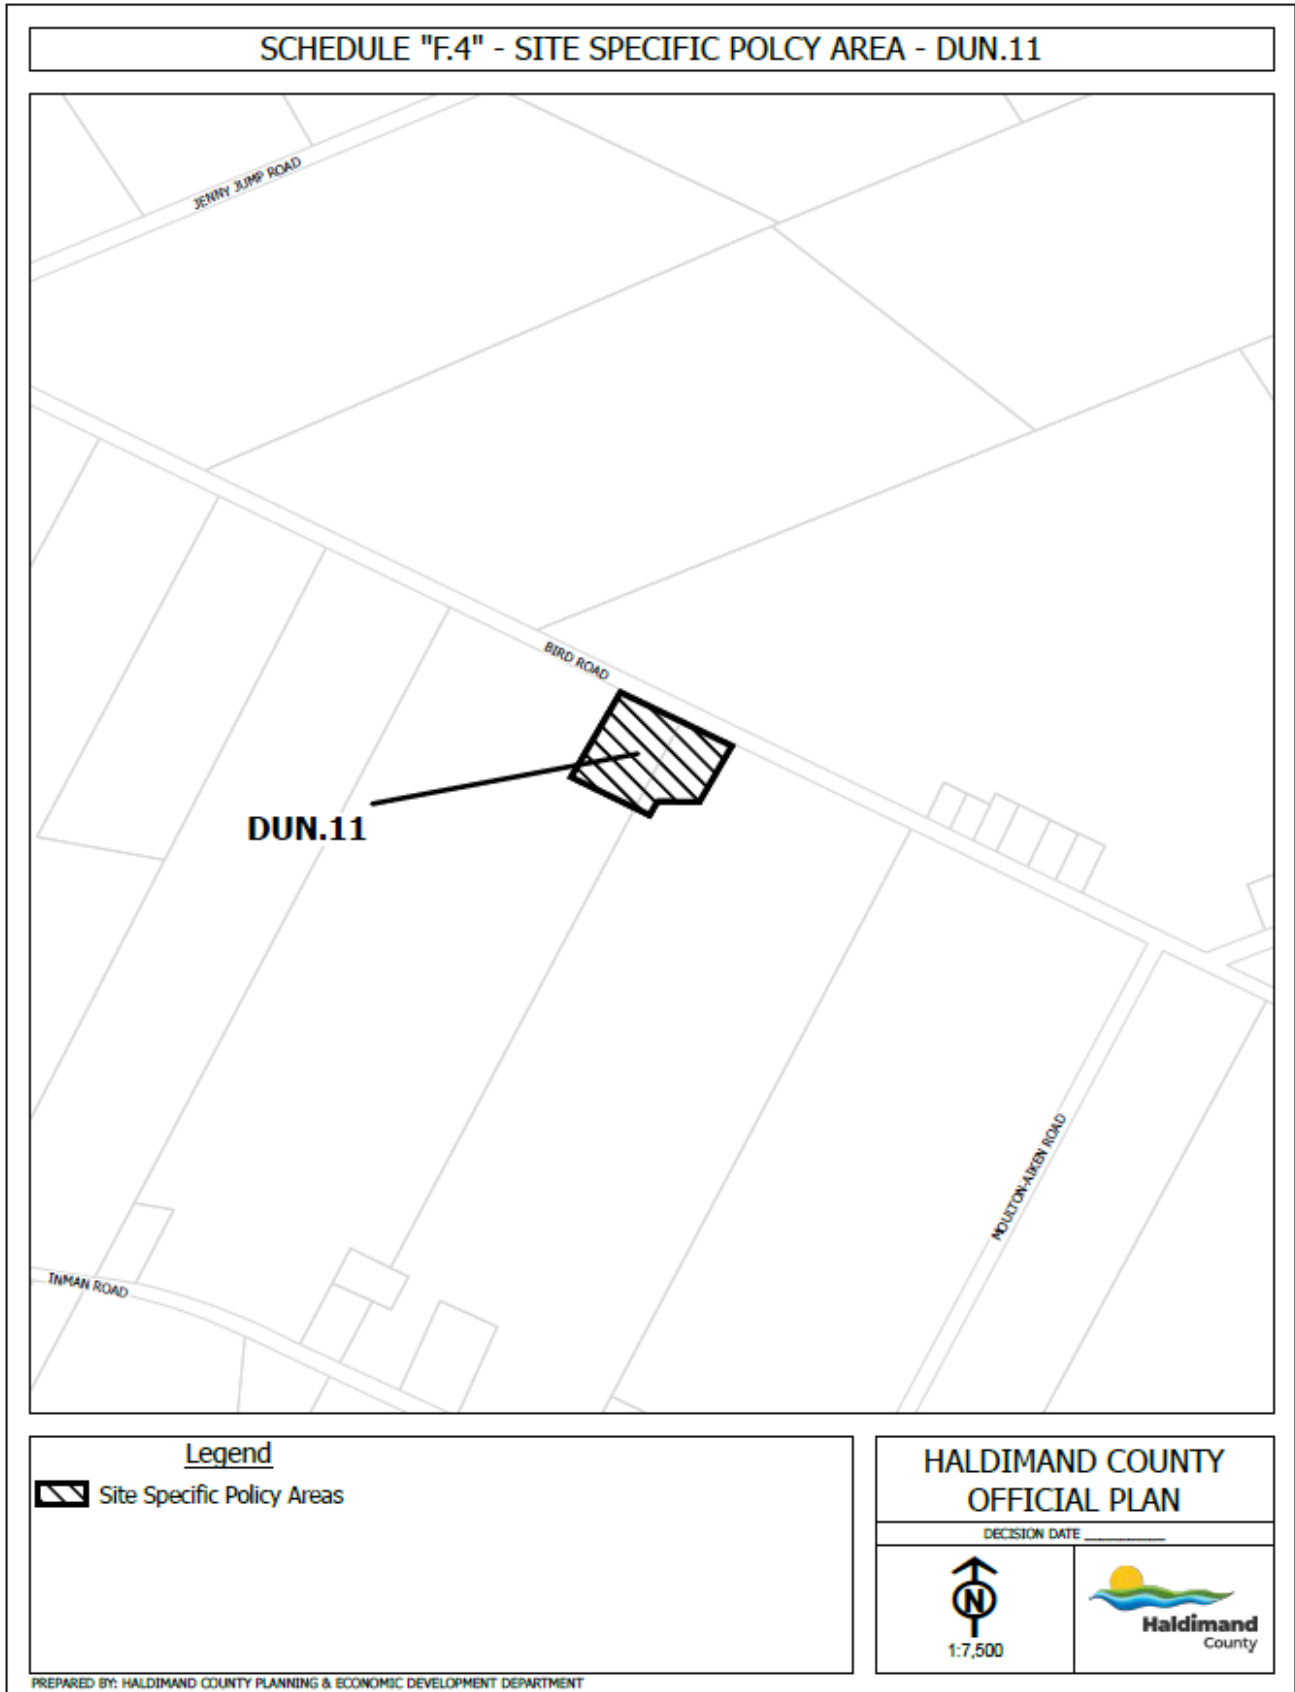 SCHEDULE "F.4" - SITE SPECIFIC POLCY AREA - DUN.11
JENNY JUMP ROAD
BIRD ROAD
DUN.11
MOULTON-AIKEN ROAD
INMAN ROAD
Legend
Site Specific Policy Areas
HALDIMAND COUNTY
OFFICIAL PLAN
DECISION DATE __________
N
1:7,500
Haldimand
County
PREPARED BY: HALDIMAND COUNTY PLANNING & ECONOMIC DEVELOPMENT DEPARTMENT